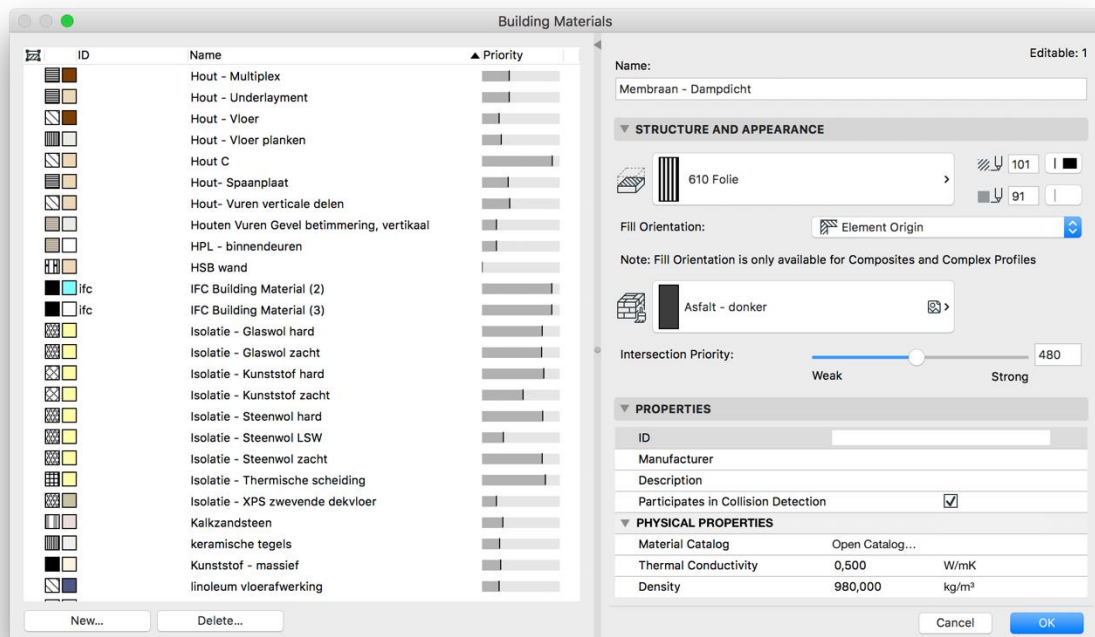 Building Materials
ID Name Priority
Hout - Multiplex
Hout - Underlayment
Hout - Vloer
Hout - Vloer planken
Hout C
Hout- Spaanplaat
Hout- Vuren verticale delen
Houten Vuren Gevel betimmering, vertikaal
HPL - binnendeuren
HSB wand
ifc IFC Building Material (2)
ifc IFC Building Material (3)
Isolatie - Glaswol hard
Isolatie - Glaswol zacht
Isolatie - Kunststof hard
Isolatie - Kunststof zacht
Isolatie - Steenwol hard
Isolatie - Steenwol LSW
Isolatie - Steenwol zacht
Isolatie - Thermische scheiding
Isolatie - XPS zwevende dekvloer
Kalkzandsteen
keramische tegels
Kunststof - massief
linoleum vloerafwerking
New...
Delete...
Editable: 1
Name:
Membraan - Dampdicht
STRUCTURE AND APPEARANCE
610 Folie
101
91
Fill Orientation: Element Origin
Note: Fill Orientation is only available for Composites and Complex Profiles
Asfalt - donker
Intersection Priority: 480
Weak Strong
PROPERTIES
ID
Manufacturer
Description
Participates in Collision Detection
PHYSICAL PROPERTIES
Material Catalog Open Catalog...
Thermal Conductivity 0,500 W/mK
Density 980,000 kg/m³
Cancel
OK